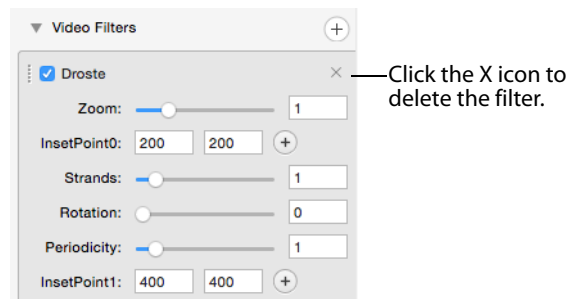 Video Filters
Droste
Click the X icon to
delete the filter.
Zoom: 1
InsetPoint0: 200 200
Strands: 1
Rotation: 0
Periodicity: 1
InsetPoint1: 400 400